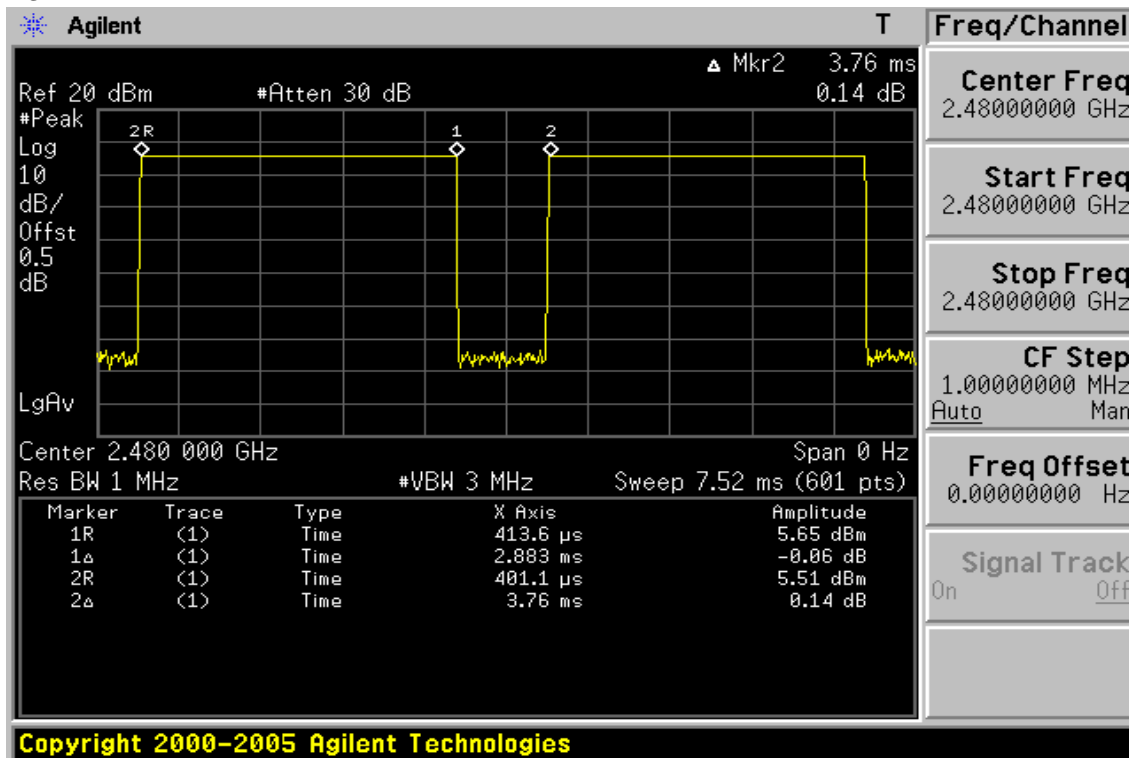 Agilent T
Freq/Channel
Δ Mkr2 3.76 ms
Ref 20 dBm #Atten 30 dB 0.14 dB
#Peak
Log
10
dB/
Offst
0.5
dB
LgAv
2R 1 2
Center 2.480 000 GHz Span 0 Hz
Res BW 1 MHz #VBW 3 MHz Sweep 7.52 ms (601 pts)
Marker Trace Type X Axis Amplitude
1R (1) Time 413.6 µs 5.65 dBm
1Δ (1) Time 2.883 ms -0.06 dB
2R (1) Time 401.1 µs 5.51 dBm
2Δ (1) Time 3.76 ms 0.14 dB
Center Freq
2.48000000 GHz
Start Freq
2.48000000 GHz
Stop Freq
2.48000000 GHz
CF Step
1.00000000 MHz
Auto Man
Freq Offset
0.00000000 Hz
Signal Track
On Off
Copyright 2000-2005 Agilent Technologies